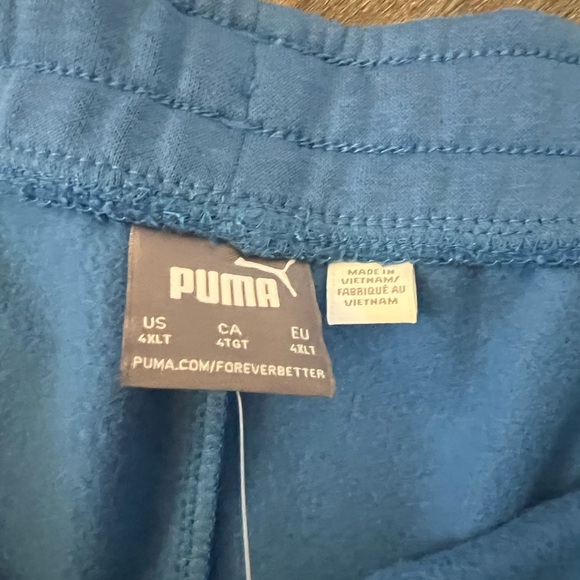 PUMA
US CA EU
4XLT 4TGT 4XLT
PUMA.COM/FOREVERBETTER
MADE IN
VIETNAM/
FABRIQUÉ AU
VIETNAM